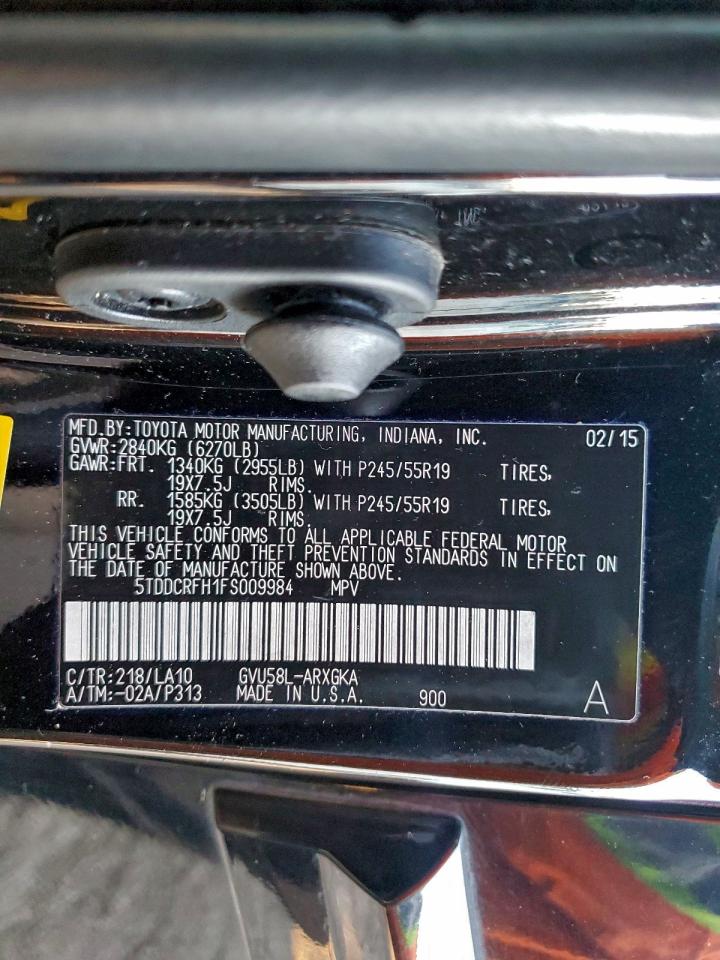 MFD.BY:TOYOTA MOTOR MANUFACTURING, INDIANA, INC. 02/15
GVWR:2840KG (6270LB)
GAWR:FRT. 1340KG (2955LB) WITH P245/55R19 TIRES,
19X7.5J RIMS.
RR. 1585KG (3505LB) WITH P245/55R19 TIRES,
19X7.5J RIMS.
THIS VEHICLE CONFORMS TO ALL APPLICABLE FEDERAL MOTOR
VEHICLE SAFETY AND THEFT PREVENTION STANDARDS IN EFFECT ON
THE DATE OF MANUFACTURE SHOWN ABOVE.
5TDDCRFH1FS009984 MPV
C/TR:218/LA10 GVU58L-ARXGKA
A/TM:-02A/P313 MADE IN U.S.A. 900 A